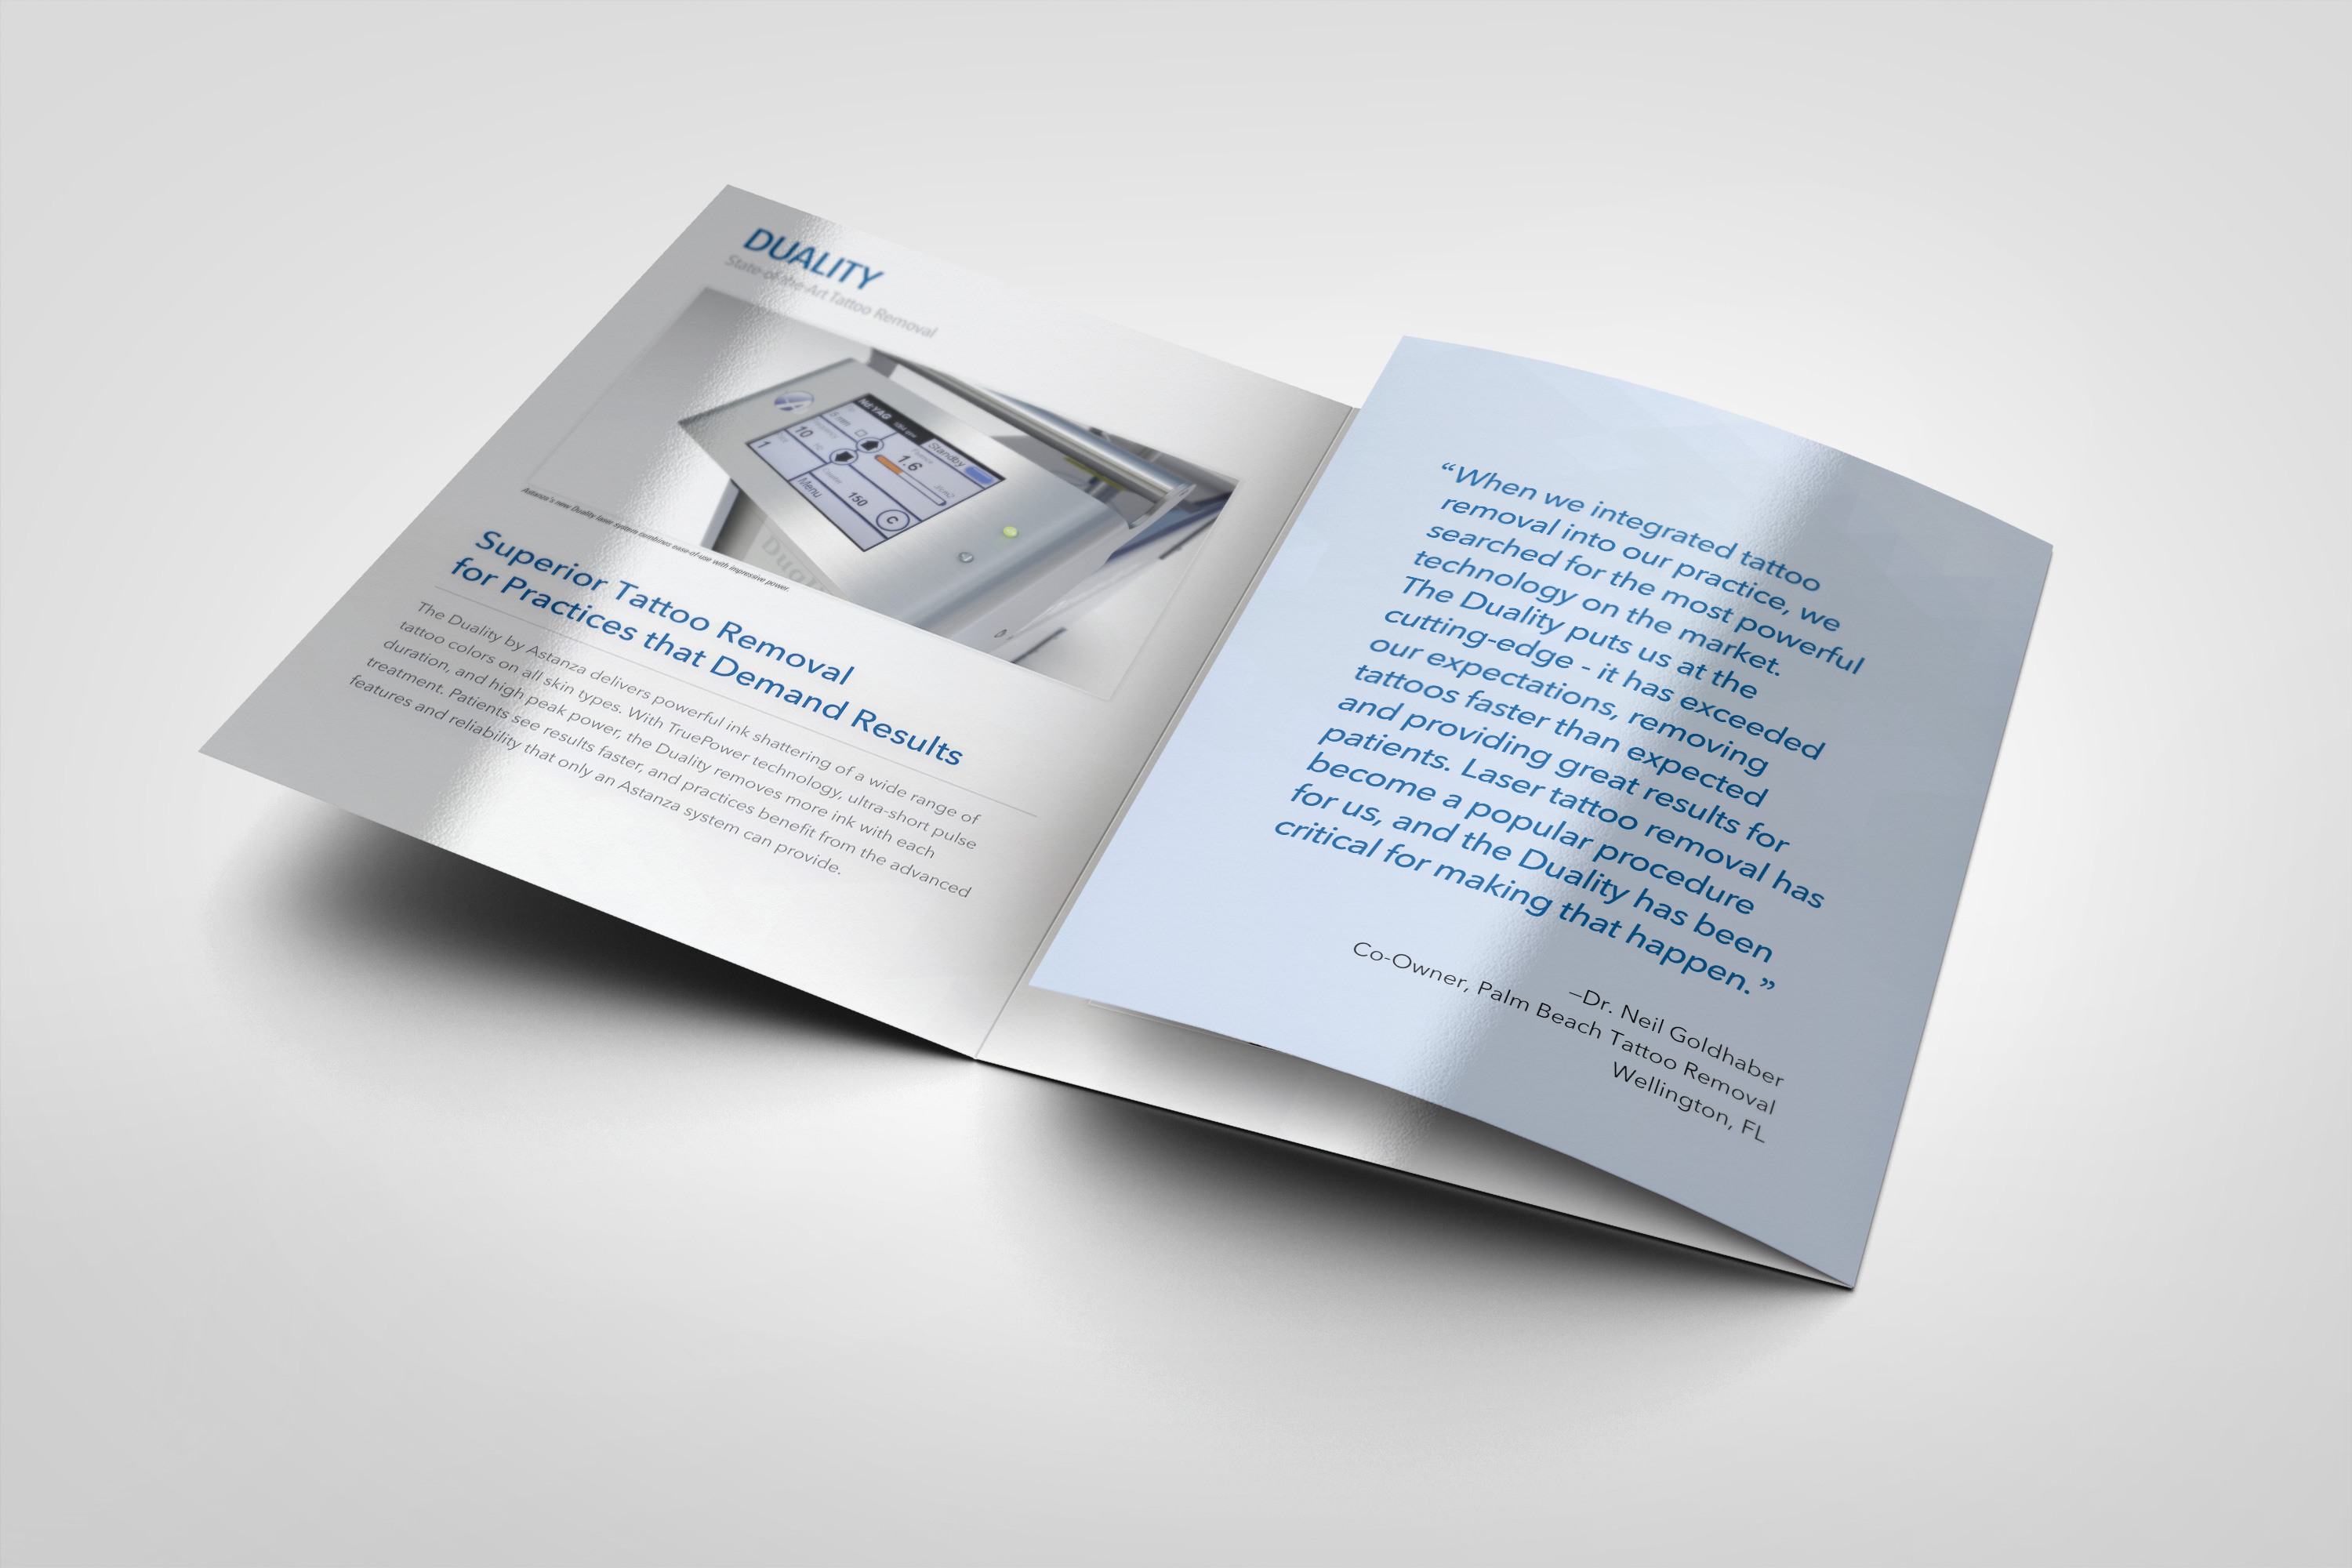 DUALITY
State-of-the-Art Tattoo Removal
Nd:YAG
Standby
5 mm
10
Hz
1
1.6
Menu
150
C
Duality
Astanza's new Duality laser system combines ease-of-use with impressive power.
Superior Tattoo Removal
for Practices that Demand Results
The Duality by Astanza delivers powerful ink shattering of a wide range of
tattoo colors on all skin types. With TruePower technology, ultra-short pulse
duration, and high peak power, the Duality removes more ink with each
treatment. Patients see results faster, and practices benefit from the advanced
features and reliability that only an Astanza system can provide.
“When we integrated tattoo
removal into our practice, we
searched for the most powerful
technology on the market.
The Duality puts us at the
cutting-edge - it has exceeded
our expectations, removing
tattoos faster than expected
and providing great results for
patients. Laser tattoo removal has
become a popular procedure
for us, and the Duality has been
critical for making that happen.”
–Dr. Neil Goldhaber
Co-Owner, Palm Beach Tattoo Removal
Wellington, FL